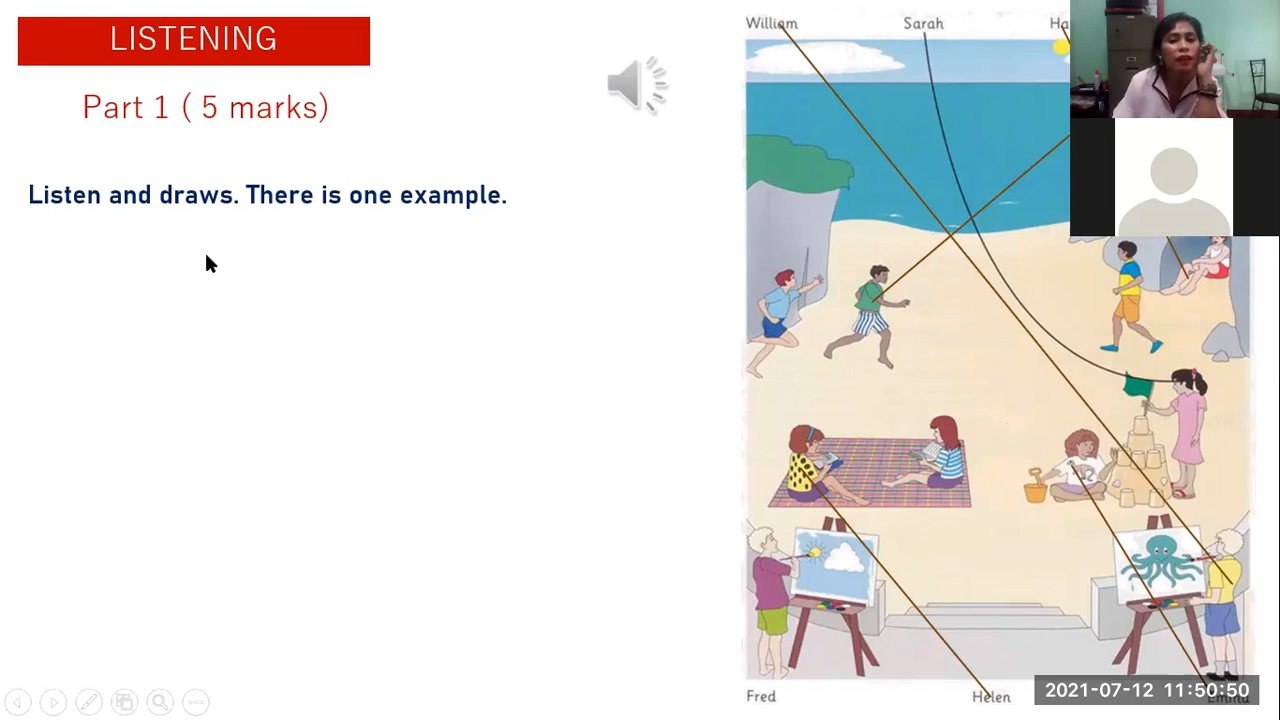 LISTENING
Part 1 ( 5 marks)
Listen and draws. There is one example.
William
Sarah
Fred
Helen
2021-07-12 11:50:50